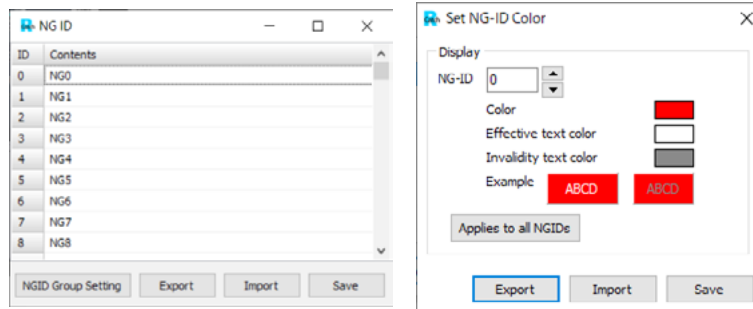 NG ID
ID Contents
0 NG0
1 NG1
2 NG2
3 NG3
4 NG4
5 NG5
6 NG6
7 NG7
8 NG8
NGID Group Setting Export Import Save
Set NG-ID Color
Display
NG-ID 0
Color
Effective text color
Invalidity text color
Example ABCD ABCD
Applies to all NGIDs
Export Import Save